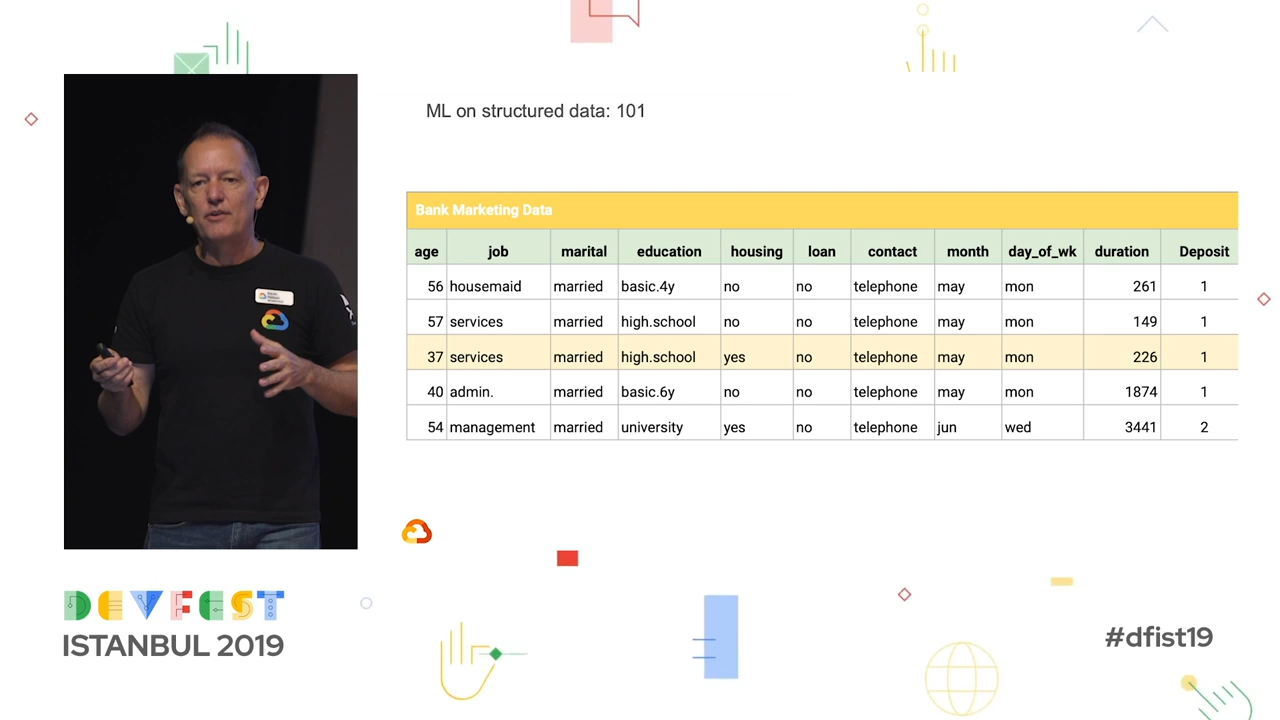 ML on structured data: 101
Bank Marketing Data
age job marital education housing loan contact month day_of_wk duration Deposit
56 housemaid married basic.4y no no telephone may mon 261 1
57 services married high.school no no telephone may mon 149 1
37 services married high.school yes no telephone may mon 226 1
40 admin. married basic.6y no no telephone may mon 1874 1
54 management married university yes no telephone jun wed 3441 2
DEVFEST
ISTANBUL 2019
#dfist19